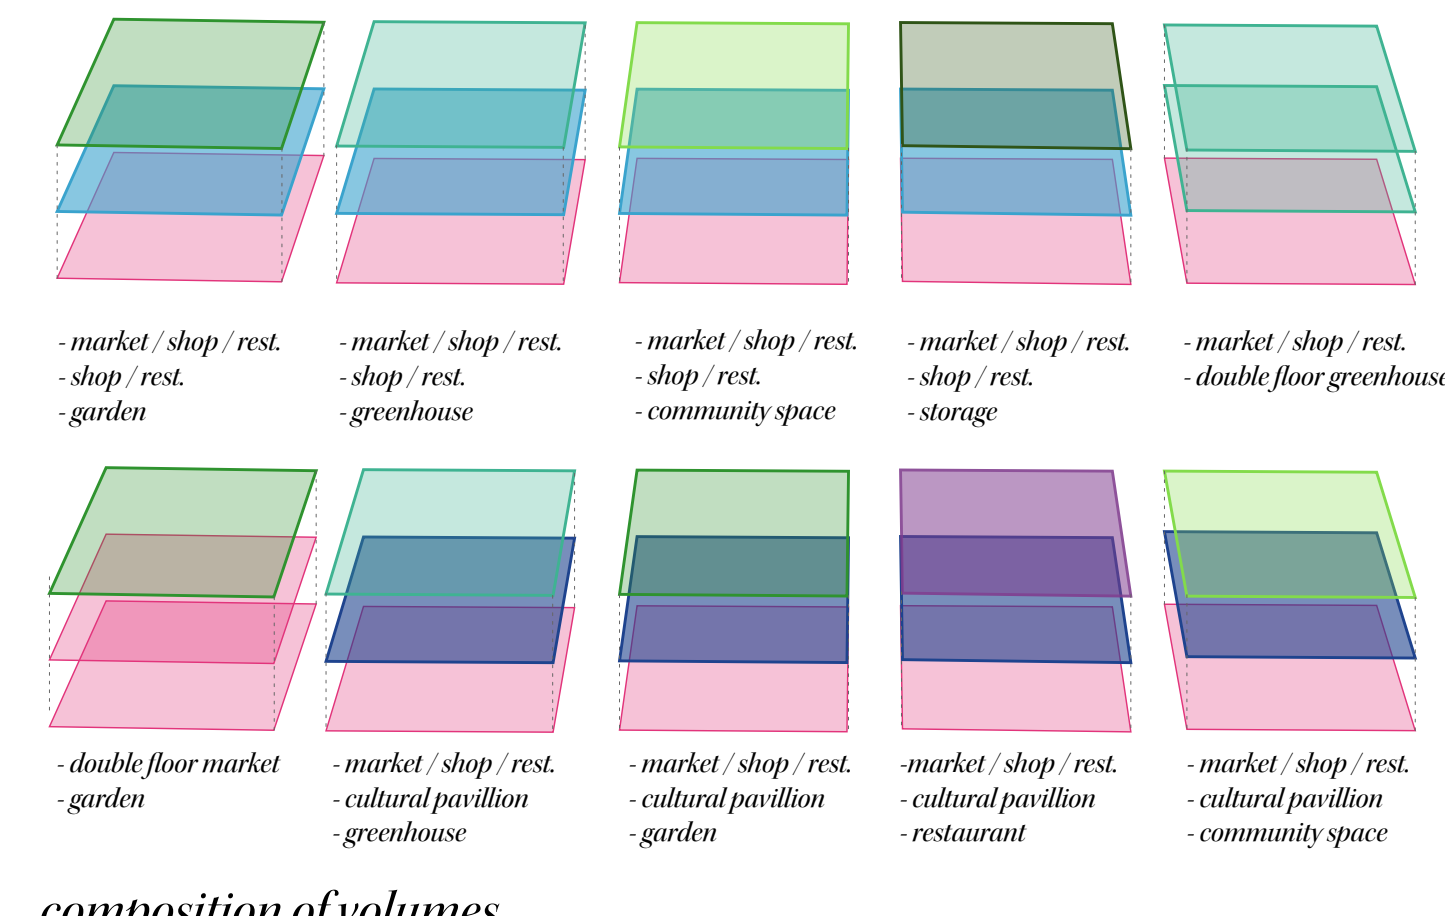 - market / shop / rest.
- shop / rest.
- garden
- market / shop / rest.
- shop / rest.
- greenhouse
- market / shop / rest.
- shop / rest.
- community space
- market / shop / rest.
- shop / rest.
- storage
- market / shop / rest.
- double floor greenhouse
- double floor market
- garden
- market / shop / rest.
- cultural pavillion
- greenhouse
- market / shop / rest.
- cultural pavillion
- garden
-market / shop / rest.
- cultural pavillion
- restaurant
- market / shop / rest.
- cultural pavillion
- community space
composition of volumes